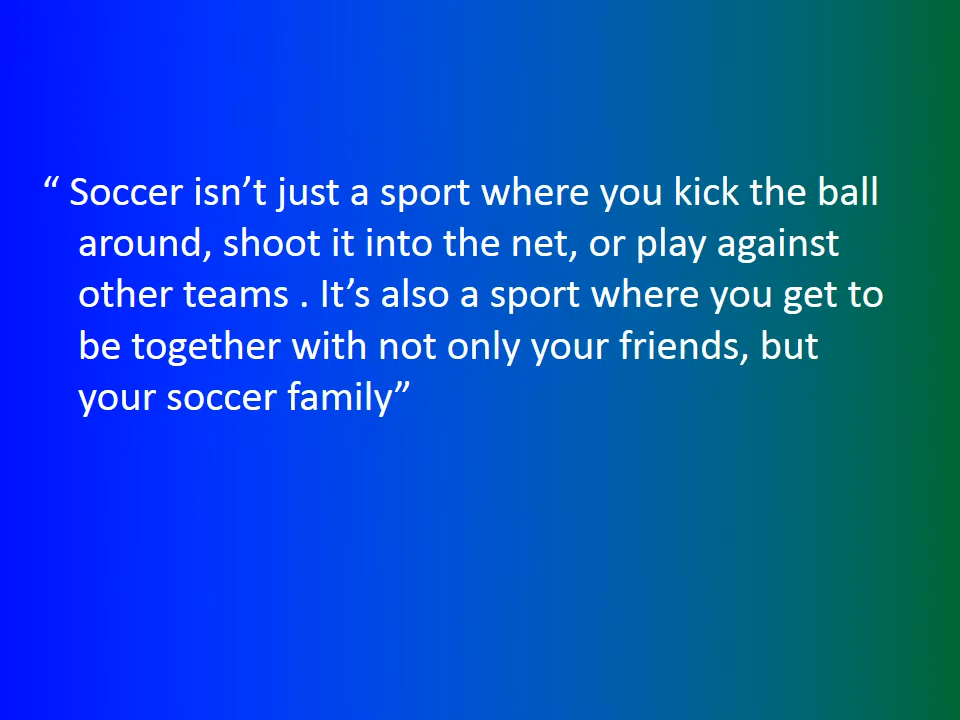 “ Soccer isn’t just a sport where you kick the ball
around, shoot it into the net, or play against
other teams . It’s also a sport where you get to
be together with not only your friends, but
your soccer family”